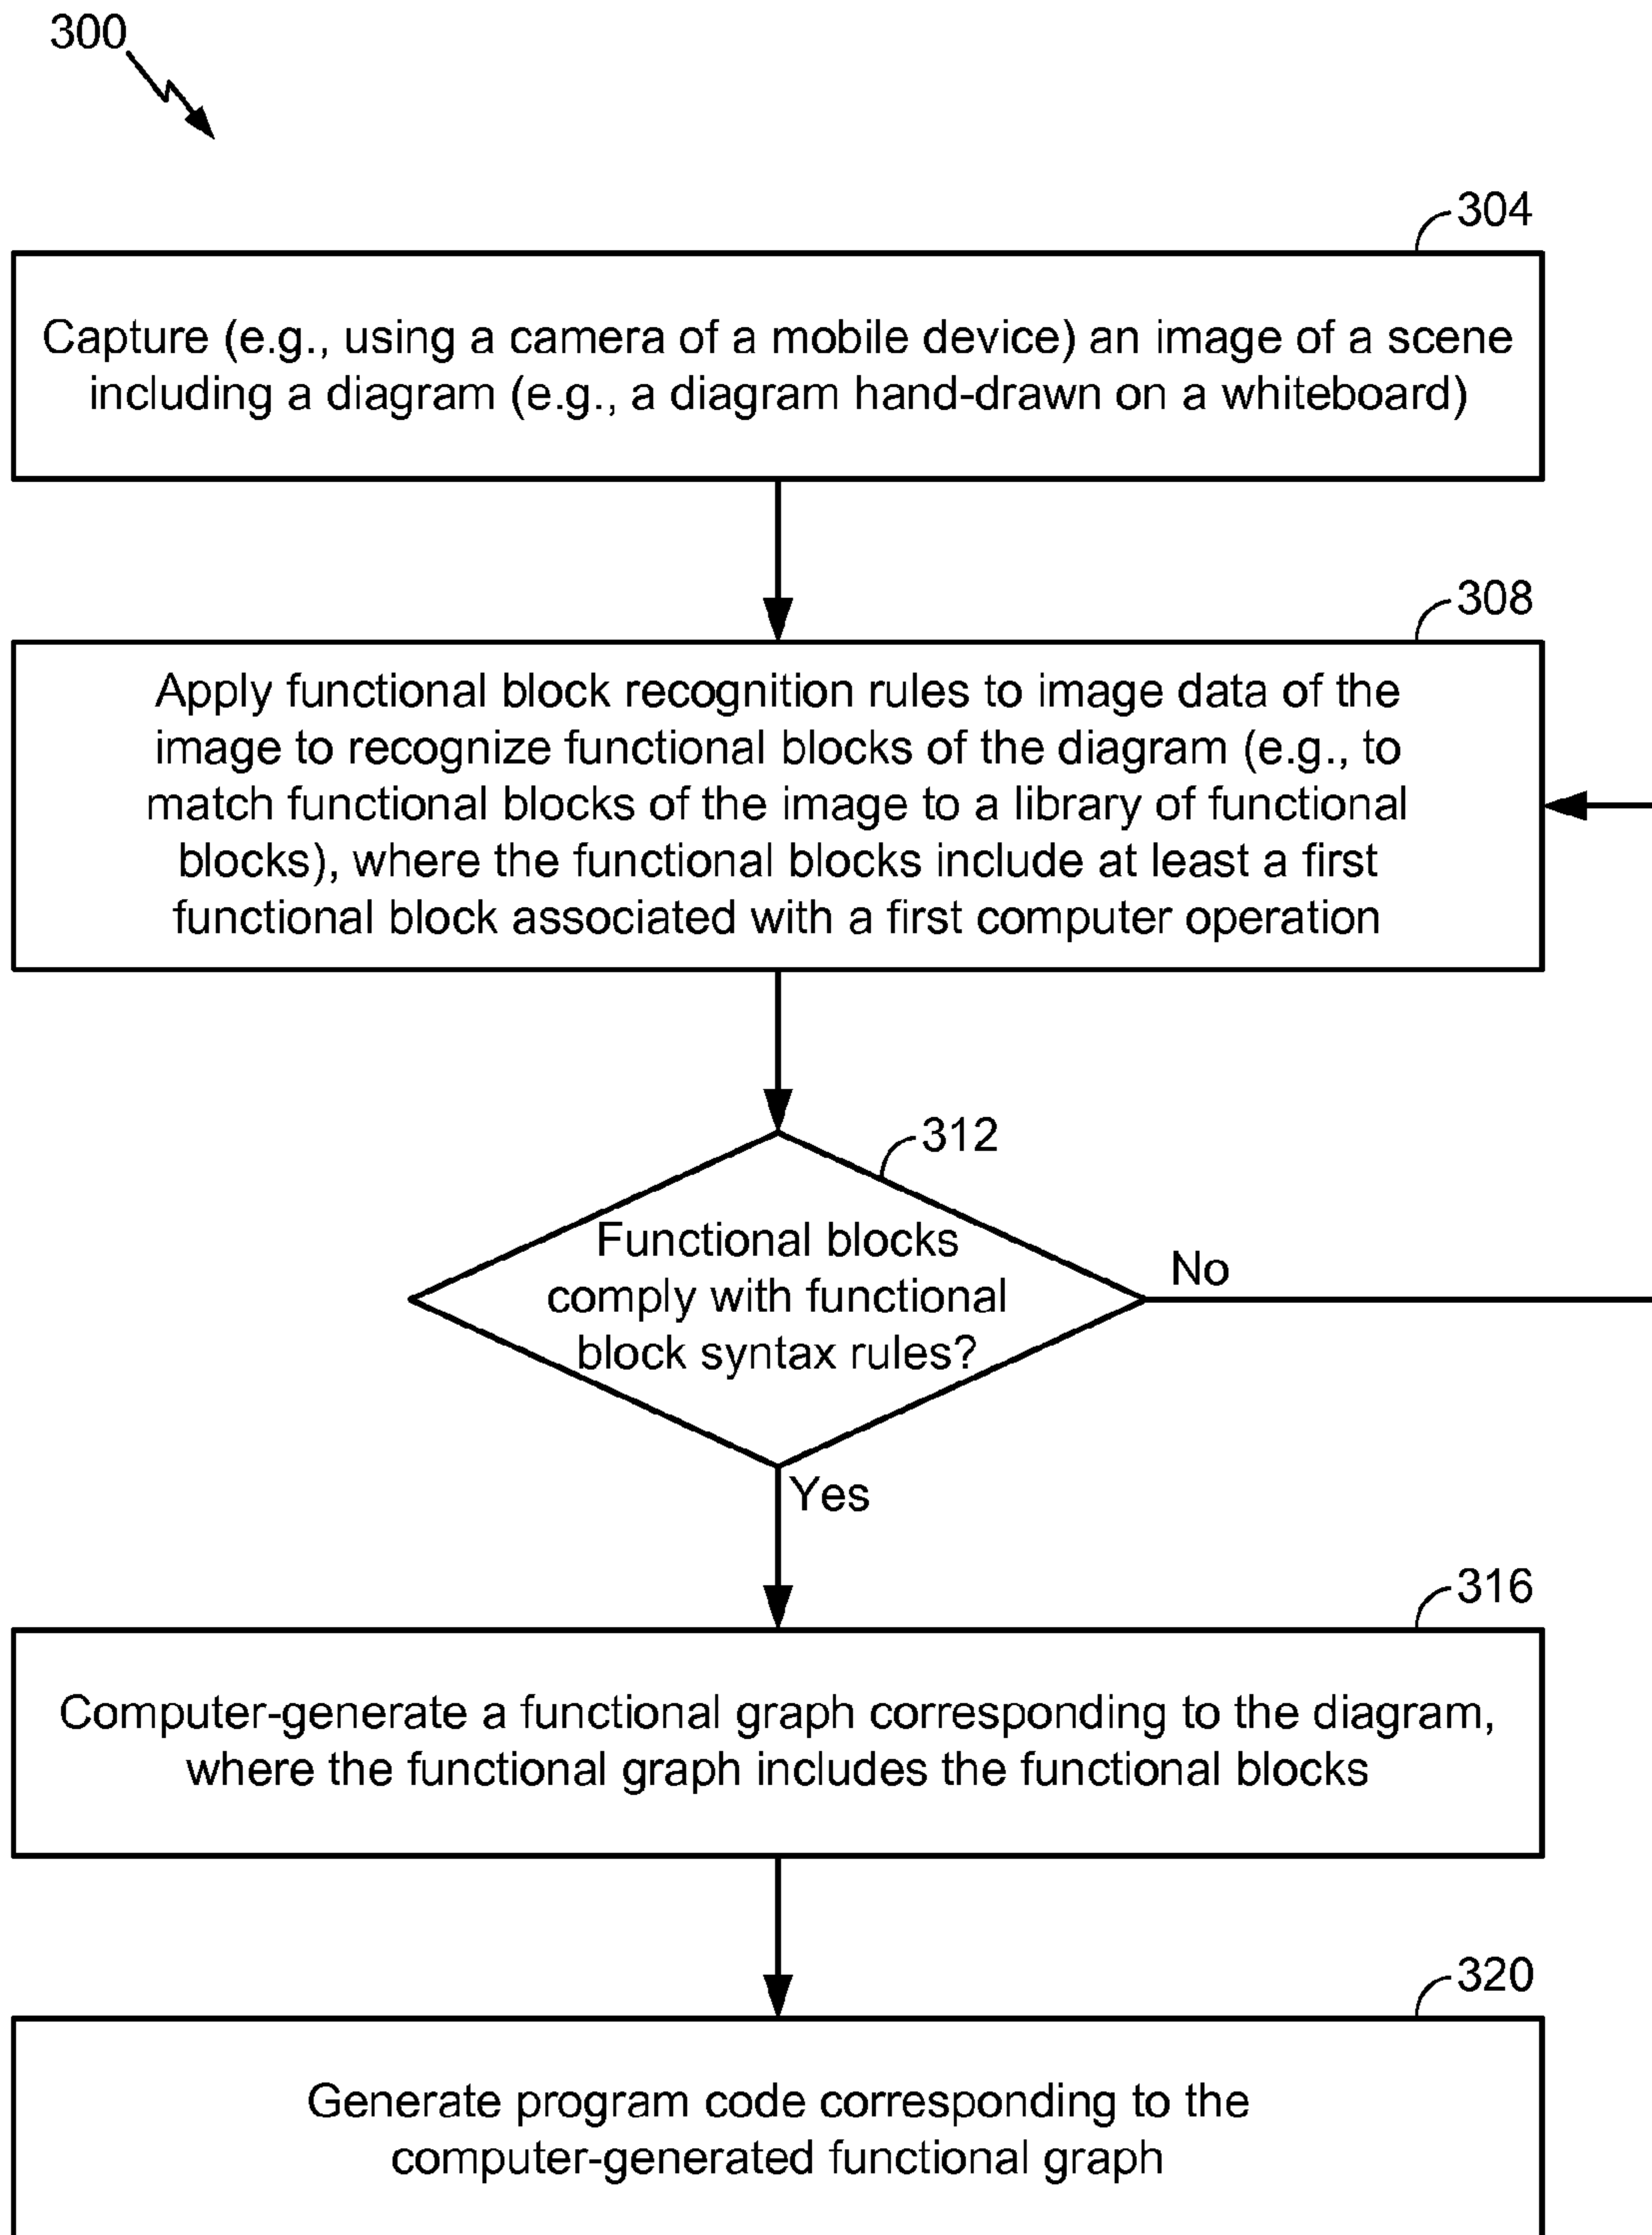 300
304
Capture (e.g., using a camera of a mobile device) an image of a scene
including a diagram (e.g., a diagram hand-drawn on a whiteboard)
308
Apply functional block recognition rules to image data of the
image to recognize functional blocks of the diagram (e.g., to
match functional blocks of the image to a library of functional
blocks), where the functional blocks include at least a first
functional block associated with a first computer operation
312
Functional blocks
comply with functional
block syntax rules?
No
Yes
316
Computer-generate a functional graph corresponding to the diagram,
where the functional graph includes the functional blocks
320
Generate program code corresponding to the
computer-generated functional graph